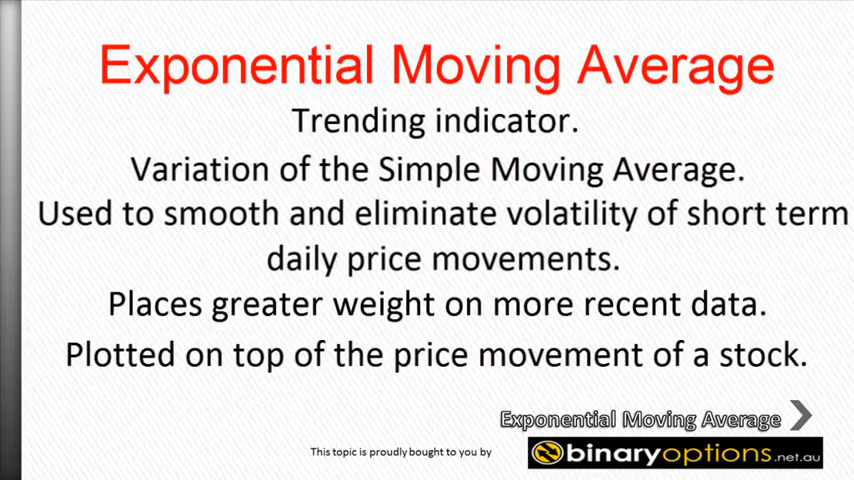 Exponential Moving Average
Trending indicator.
Variation of the Simple Moving Average.
Used to smooth and eliminate volatility of short term
daily price movements.
Places greater weight on more recent data.
Plotted on top of the price movement of a stock.
Exponential Moving Average
This topic is proudly bought to you by
binaryoptions.net.au